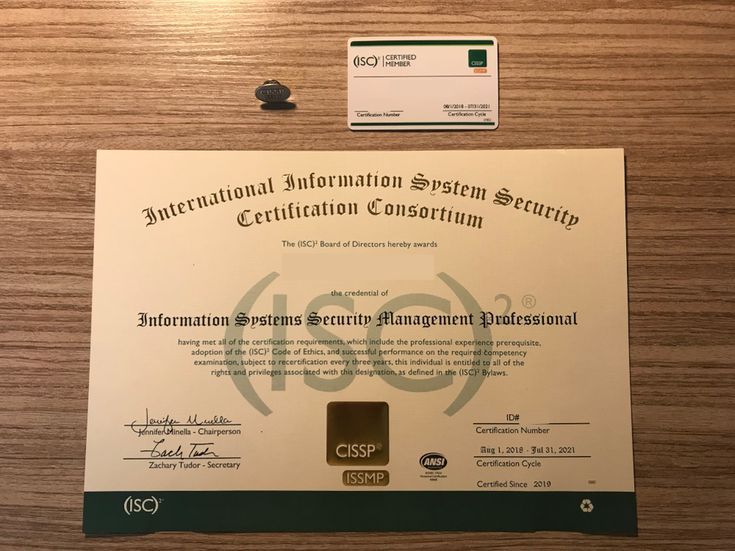 (ISC)² CERTIFIED MEMBER
CISSP
ISSMP
08/1/2018 - 07/31/2021
Certification Number
Certification Cycle
International Information System Security
Certification Consortium
The (ISC)² Board of Directors hereby awards
the credential of
(ISC)²®
Information Systems Security Management Professional
having met all of the certification requirements, which include the professional experience prerequisite,
adoption of the (ISC)² Code of Ethics, and successful performance on the required competency
examination, subject to recertification every three years, this individual is entitled to all of the
rights and privileges associated with this designation, as defined in the (ISC)² Bylaws.
Jennifer Minella - Chairperson
Zachary Tudor - Secretary
CISSP®
ISSMP
ANSI
ID#
Certification Number
Aug 1, 2018 - Jul 31, 2021
Certification Cycle
Certified Since 2019
(ISC)²